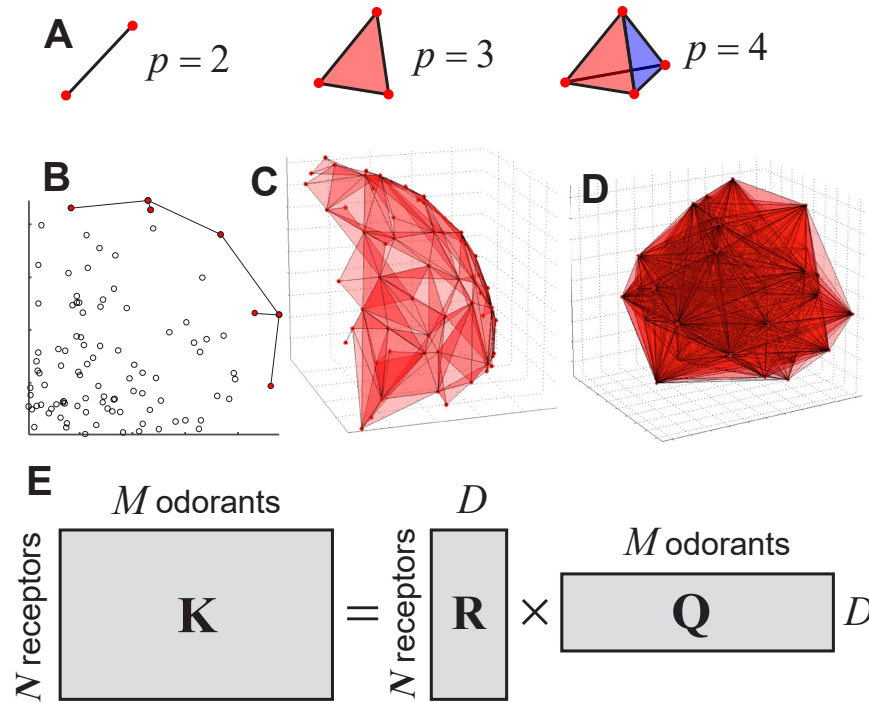 A
p = 2
p = 3
p = 4
B
C
D
E
M odorants
N receptors
K
=
D
N receptors
R
×
M odorants
Q
D